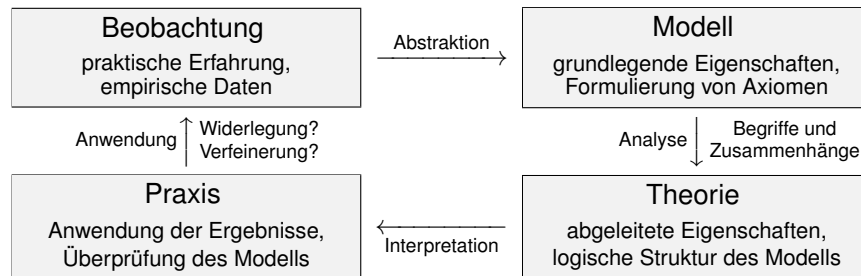 Beobachtung
praktische Erfahrung,
empirische Daten
Abstraktion
Modell
grundlegende Eigenschaften,
Formulierung von Axiomen
Anwendung
Widerlegung?
Verfeinerung?
Analyse
Begriffe und
Zusammenhänge
Praxis
Anwendung der Ergebnisse,
Überprüfung des Modells
Interpretation
Theorie
abgeleitete Eigenschaften,
logische Struktur des Modells